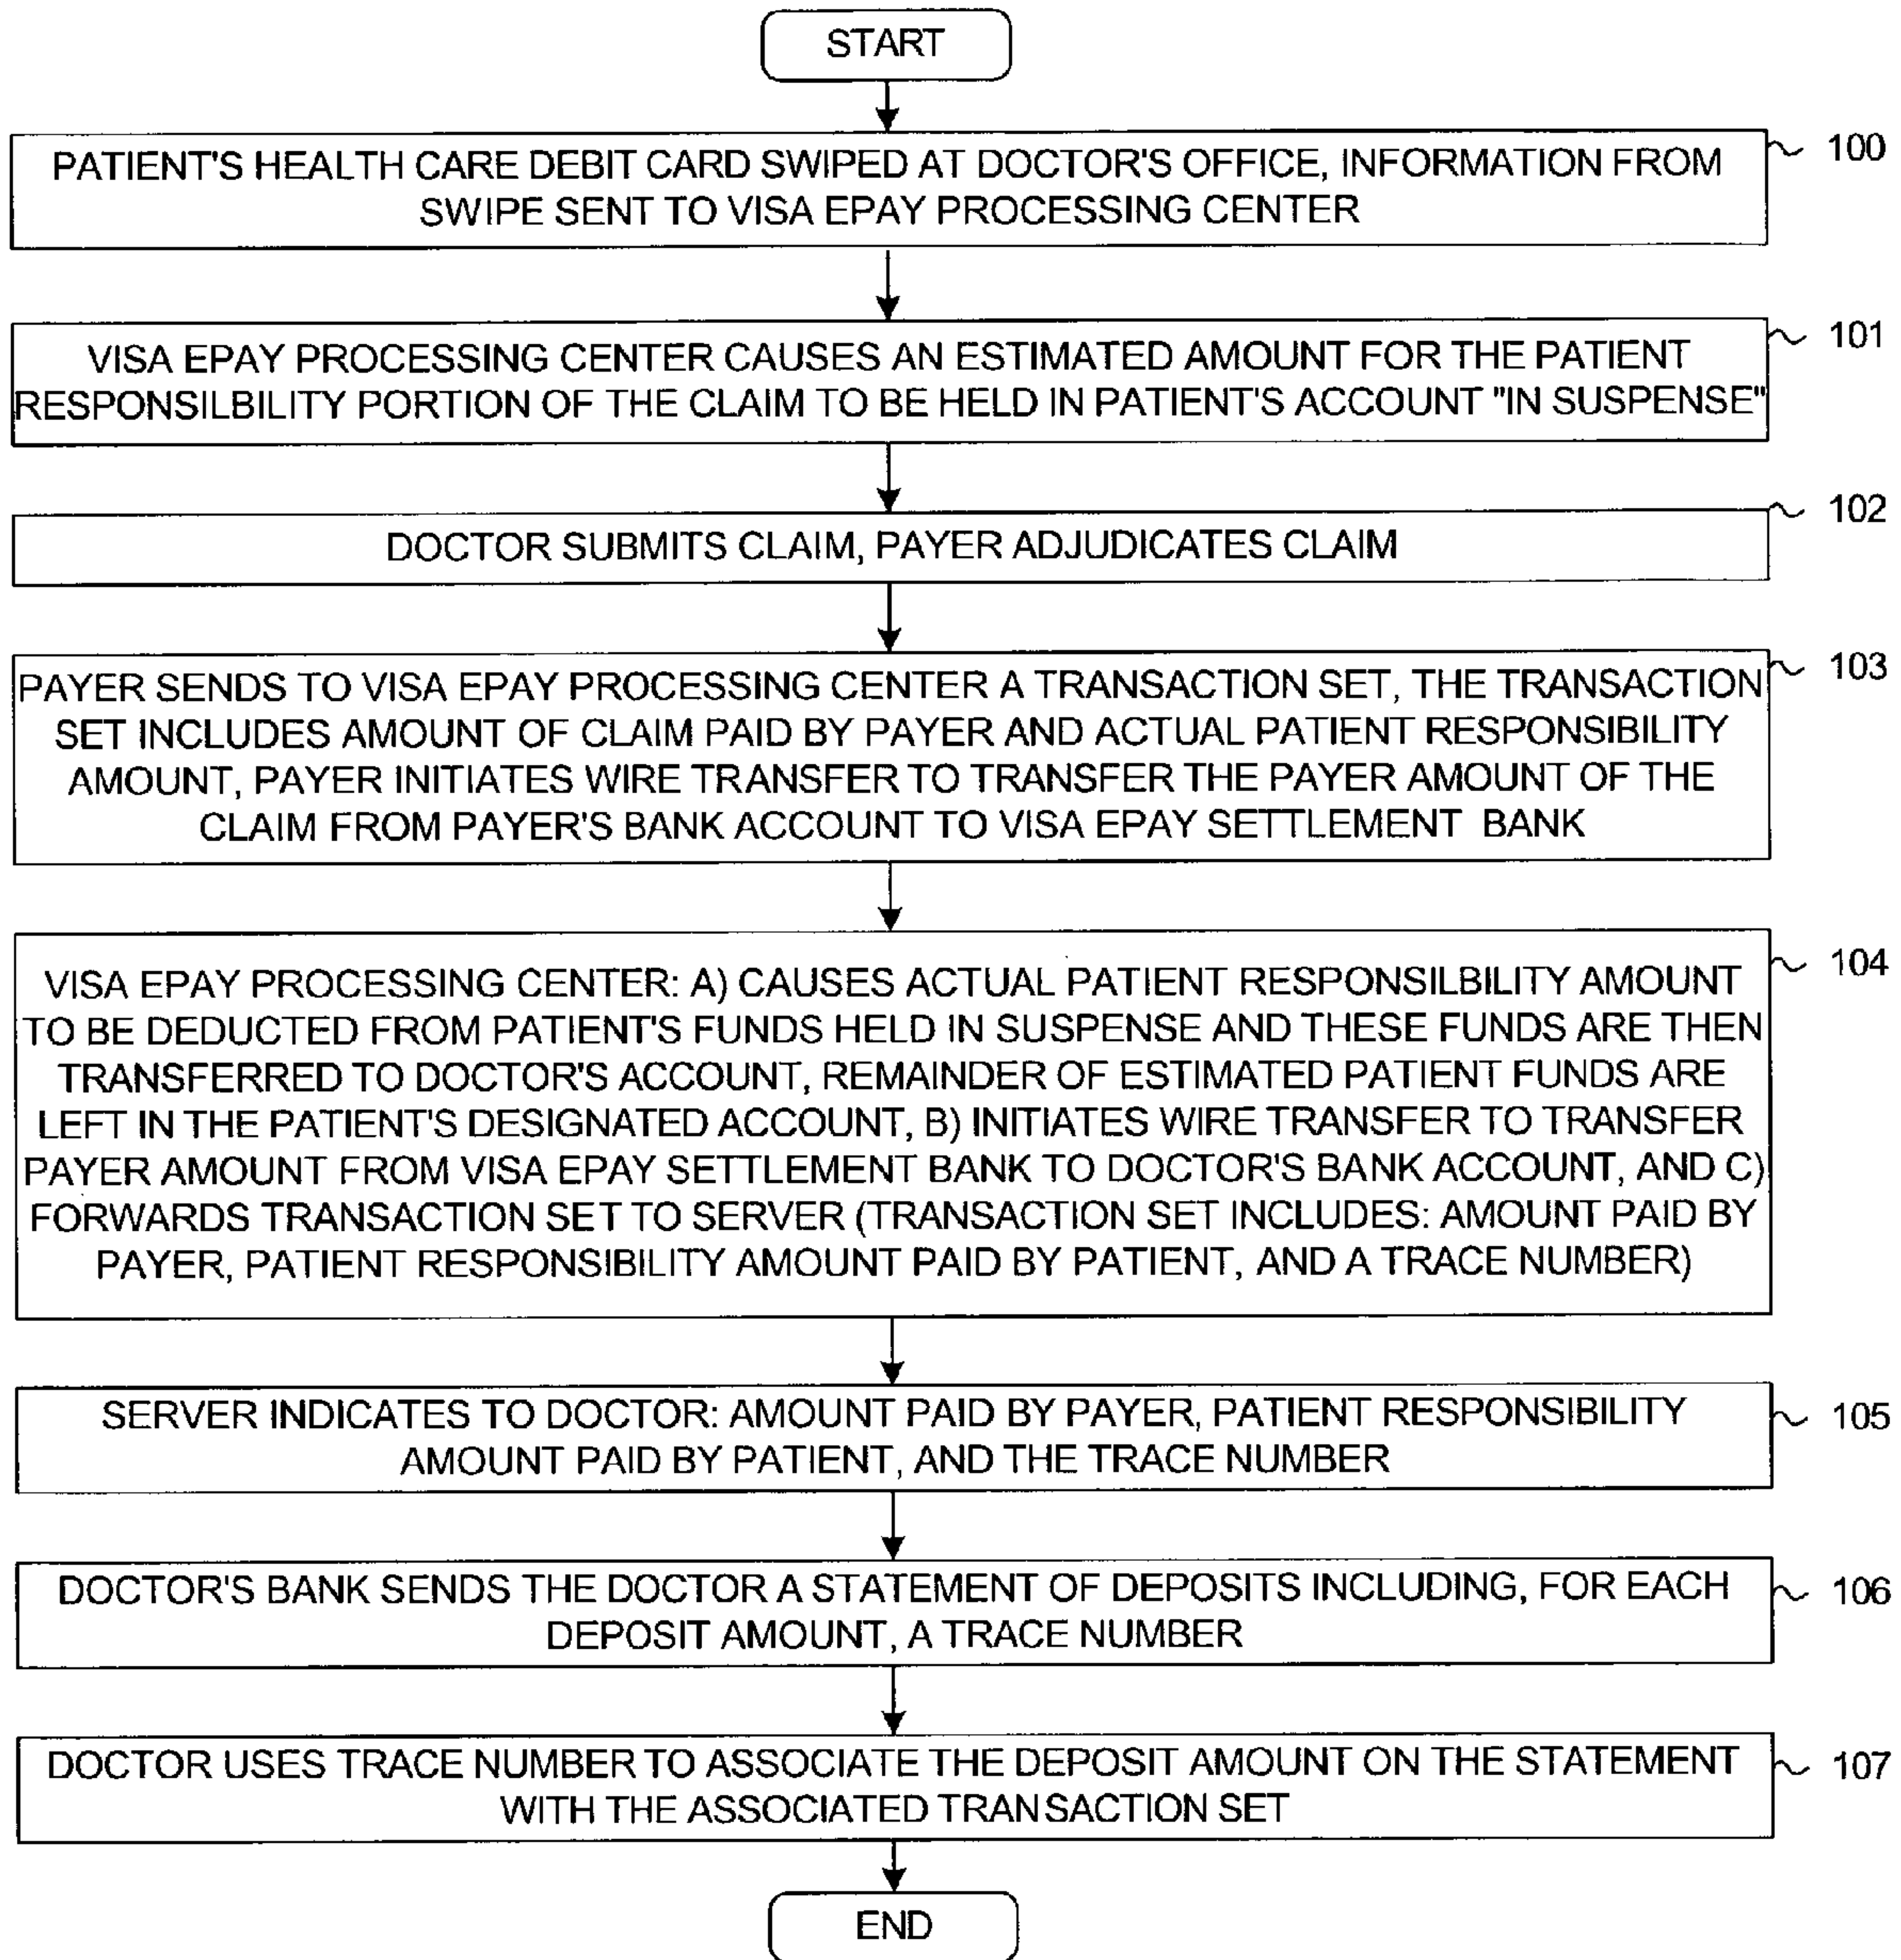 START
PATIENT'S HEALTH CARE DEBIT CARD SWIPED AT DOCTOR'S OFFICE, INFORMATION FROM
SWIPE SENT TO VISA EPAY PROCESSING CENTER
100
VISA EPAY PROCESSING CENTER CAUSES AN ESTIMATED AMOUNT FOR THE PATIENT
RESPONSILBILITY PORTION OF THE CLAIM TO BE HELD IN PATIENT'S ACCOUNT "IN SUSPENSE"
101
DOCTOR SUBMITS CLAIM, PAYER ADJUDICATES CLAIM
102
PAYER SENDS TO VISA EPAY PROCESSING CENTER A TRANSACTION SET, THE TRANSACTION
SET INCLUDES AMOUNT OF CLAIM PAID BY PAYER AND ACTUAL PATIENT RESPONSIBILITY
AMOUNT, PAYER INITIATES WIRE TRANSFER TO TRANSFER THE PAYER AMOUNT OF THE
CLAIM FROM PAYER'S BANK ACCOUNT TO VISA EPAY SETTLEMENT BANK
103
VISA EPAY PROCESSING CENTER: A) CAUSES ACTUAL PATIENT RESPONSILBILITY AMOUNT
TO BE DEDUCTED FROM PATIENT'S FUNDS HELD IN SUSPENSE AND THESE FUNDS ARE THEN
TRANSFERRED TO DOCTOR'S ACCOUNT, REMAINDER OF ESTIMATED PATIENT FUNDS ARE
LEFT IN THE PATIENT'S DESIGNATED ACCOUNT, B) INITIATES WIRE TRANSFER TO TRANSFER
PAYER AMOUNT FROM VISA EPAY SETTLEMENT BANK TO DOCTOR'S BANK ACCOUNT, AND C)
FORWARDS TRANSACTION SET TO SERVER (TRANSACTION SET INCLUDES: AMOUNT PAID BY
PAYER, PATIENT RESPONSIBILITY AMOUNT PAID BY PATIENT, AND A TRACE NUMBER)
104
SERVER INDICATES TO DOCTOR: AMOUNT PAID BY PAYER, PATIENT RESPONSIBILITY
AMOUNT PAID BY PATIENT, AND THE TRACE NUMBER
105
DOCTOR'S BANK SENDS THE DOCTOR A STATEMENT OF DEPOSITS INCLUDING, FOR EACH
DEPOSIT AMOUNT, A TRACE NUMBER
106
DOCTOR USES TRACE NUMBER TO ASSOCIATE THE DEPOSIT AMOUNT ON THE STATEMENT
WITH THE ASSOCIATED TRANSACTION SET
107
END